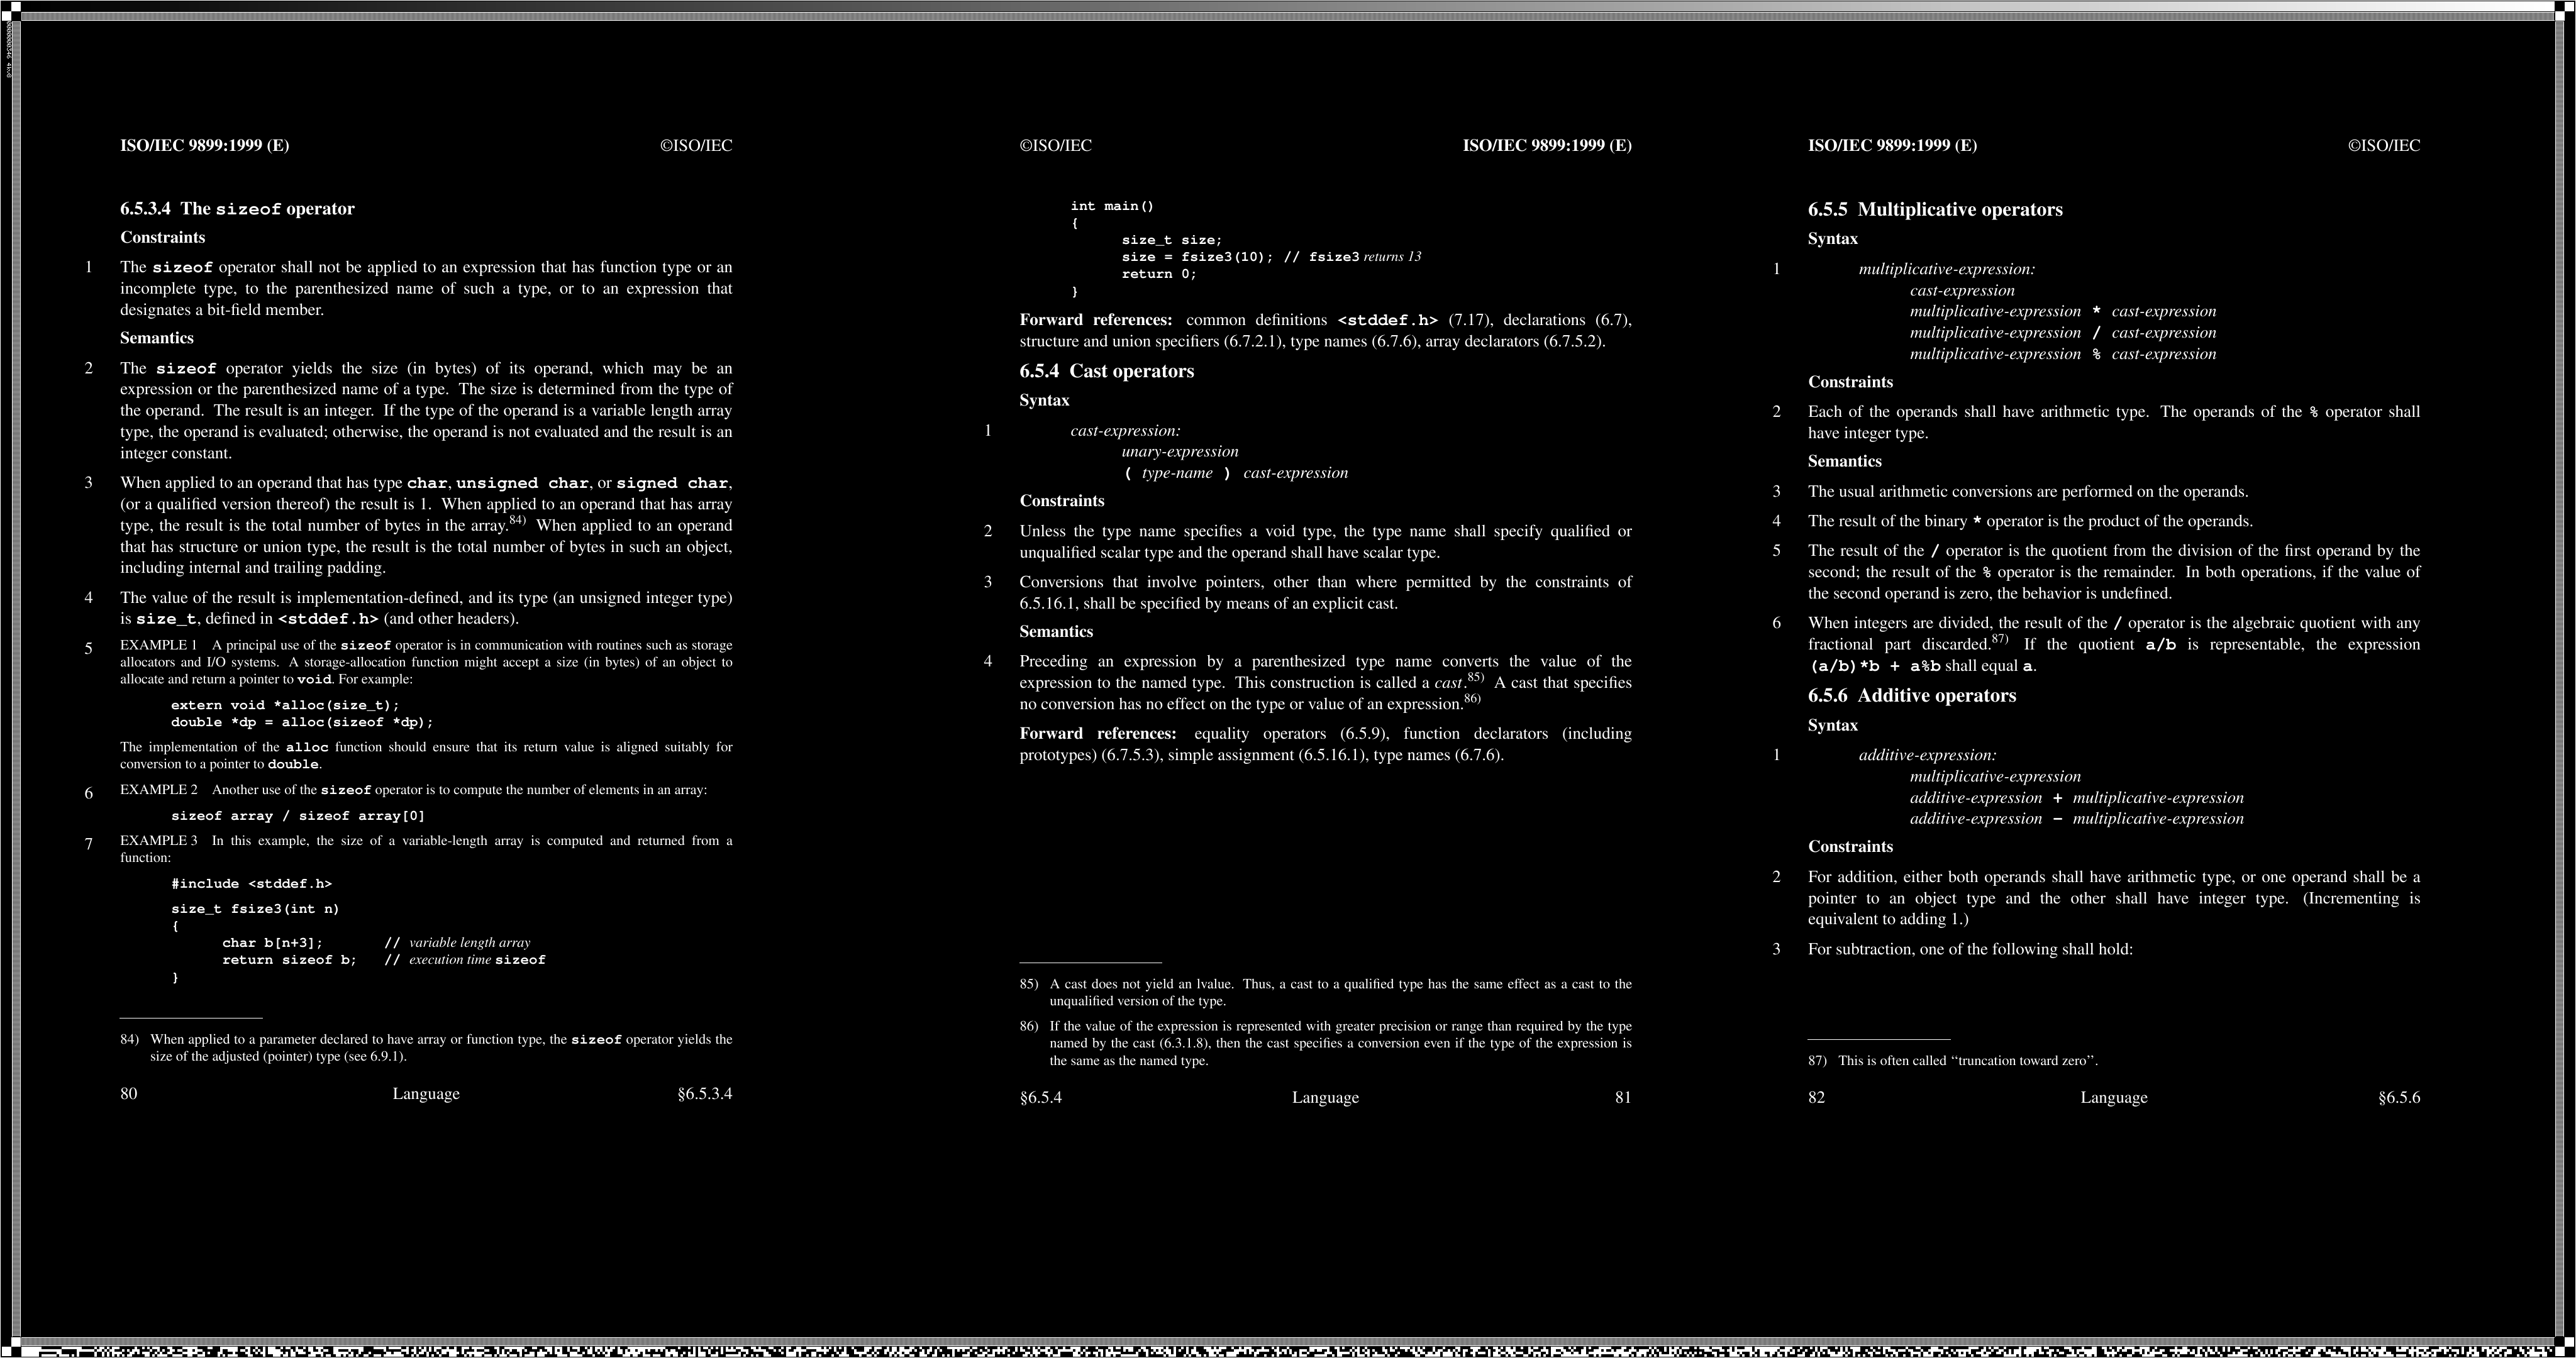 ISO/IEC 9899:1999 (E) ©ISO/IEC
6.5.3.4 The sizeof operator
Constraints
1 The sizeof operator shall not be applied to an expression that has function type or an
incomplete type, to the parenthesized name of such a type, or to an expression that
designates a bit-field member.
Semantics
2 The sizeof operator yields the size (in bytes) of its operand, which may be an
expression or the parenthesized name of a type. The size is determined from the type of
the operand. The result is an integer. If the type of the operand is a variable length array
type, the operand is evaluated; otherwise, the operand is not evaluated and the result is an
integer constant.
3 When applied to an operand that has type char, unsigned char, or signed char,
(or a qualified version thereof) the result is 1. When applied to an operand that has array
type, the result is the total number of bytes in the array.84) When applied to an operand
that has structure or union type, the result is the total number of bytes in such an object,
including internal and trailing padding.
4 The value of the result is implementation-defined, and its type (an unsigned integer type)
is size_t, defined in <stddef.h> (and other headers).
5 EXAMPLE 1 A principal use of the sizeof operator is in communication with routines such as storage
allocators and I/O systems. A storage-allocation function might accept a size (in bytes) of an object to
allocate and return a pointer to void. For example:
extern void *alloc(size_t);
double *dp = alloc(sizeof *dp);
The implementation of the alloc function should ensure that its return value is aligned suitably for
conversion to a pointer to double.
6 EXAMPLE 2 Another use of the sizeof operator is to compute the number of elements in an array:
sizeof array / sizeof array[0]
7 EXAMPLE 3 In this example, the size of a variable-length array is computed and returned from a
function:
#include <stddef.h>
size_t fsize3(int n)
{
char b[n+3]; // variable length array
return sizeof b; // execution time sizeof
}
84) When applied to a parameter declared to have array or function type, the sizeof operator yields the
size of the adjusted (pointer) type (see 6.9.1).
80 Language §6.5.3.4
©ISO/IEC ISO/IEC 9899:1999 (E)
int main()
{
size_t size;
size = fsize3(10); // fsize3 returns 13
return 0;
}
Forward references: common definitions <stddef.h> (7.17), declarations (6.7),
structure and union specifiers (6.7.2.1), type names (6.7.6), array declarators (6.7.5.2).
6.5.4 Cast operators
Syntax
1 cast-expression:
unary-expression
( type-name ) cast-expression
Constraints
2 Unless the type name specifies a void type, the type name shall specify qualified or
unqualified scalar type and the operand shall have scalar type.
3 Conversions that involve pointers, other than where permitted by the constraints of
6.5.16.1, shall be specified by means of an explicit cast.
Semantics
4 Preceding an expression by a parenthesized type name converts the value of the
expression to the named type. This construction is called a cast.85) A cast that specifies
no conversion has no effect on the type or value of an expression.86)
Forward references: equality operators (6.5.9), function declarators (including
prototypes) (6.7.5.3), simple assignment (6.5.16.1), type names (6.7.6).
85) A cast does not yield an lvalue. Thus, a cast to a qualified type has the same effect as a cast to the
unqualified version of the type.
86) If the value of the expression is represented with greater precision or range than required by the type
named by the cast (6.3.1.8), then the cast specifies a conversion even if the type of the expression is
the same as the named type.
§6.5.4 Language 81
ISO/IEC 9899:1999 (E) ©ISO/IEC
6.5.5 Multiplicative operators
Syntax
1 multiplicative-expression:
cast-expression
multiplicative-expression * cast-expression
multiplicative-expression / cast-expression
multiplicative-expression % cast-expression
Constraints
2 Each of the operands shall have arithmetic type. The operands of the % operator shall
have integer type.
Semantics
3 The usual arithmetic conversions are performed on the operands.
4 The result of the binary * operator is the product of the operands.
5 The result of the / operator is the quotient from the division of the first operand by the
second; the result of the % operator is the remainder. In both operations, if the value of
the second operand is zero, the behavior is undefined.
6 When integers are divided, the result of the / operator is the algebraic quotient with any
fractional part discarded.87) If the quotient a/b is representable, the expression
(a/b)*b + a%b shall equal a.
6.5.6 Additive operators
Syntax
1 additive-expression:
multiplicative-expression
additive-expression + multiplicative-expression
additive-expression − multiplicative-expression
Constraints
2 For addition, either both operands shall have arithmetic type, or one operand shall be a
pointer to an object type and the other shall have integer type. (Incrementing is
equivalent to adding 1.)
3 For subtraction, one of the following shall hold:
87) This is often called ‘‘truncation toward zero’’.
82 Language §6.5.6